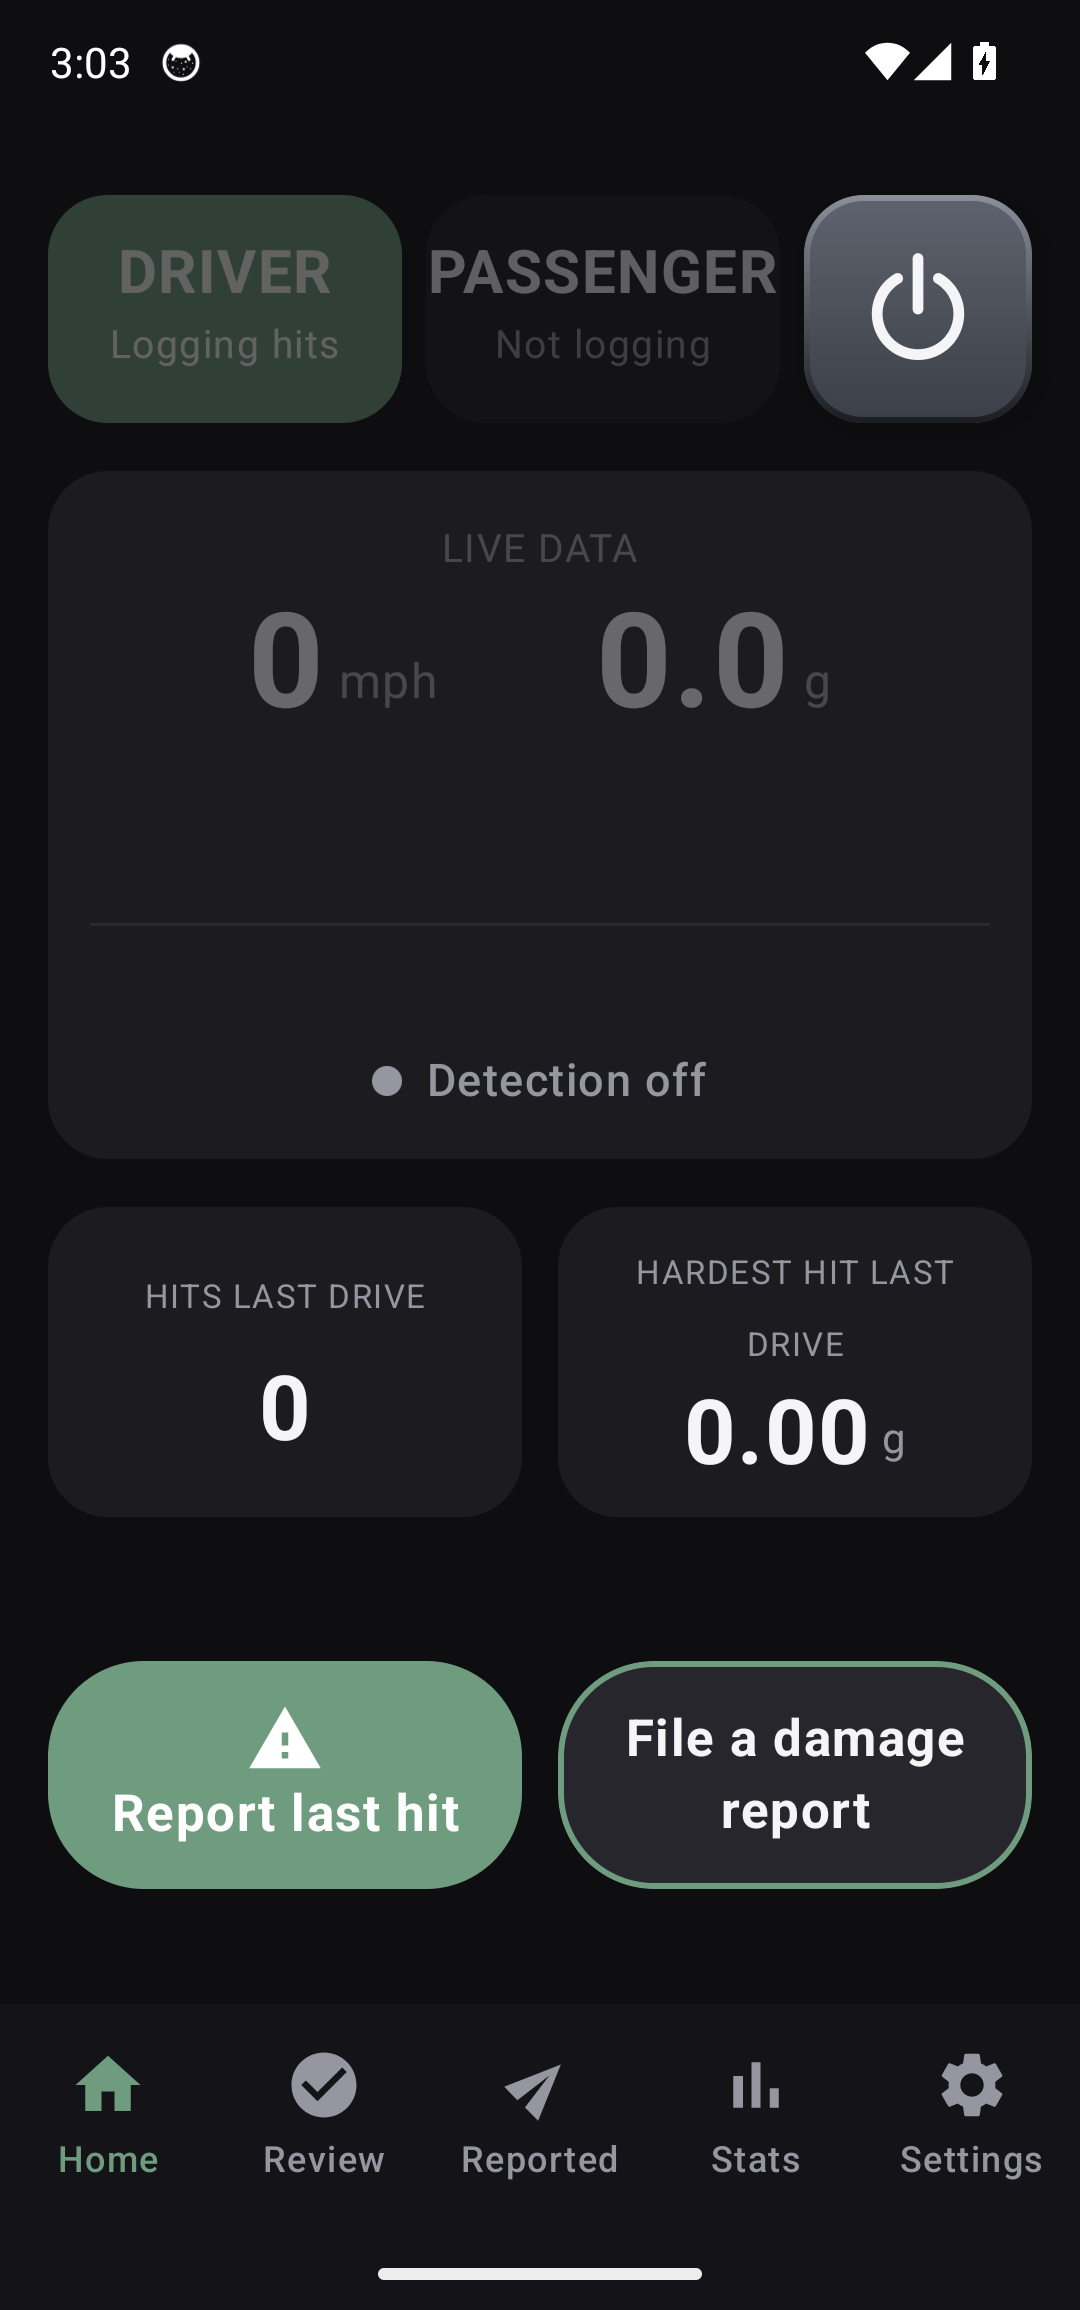 3:03
DRIVER
Logging hits
PASSENGER
Not logging
LIVE DATA
0 mph
0.0 g
Detection off
HITS LAST DRIVE
0
HARDEST HIT LAST
DRIVE
0.00 g
Report last hit
File a damage
report
Home
Review
Reported
Stats
Settings